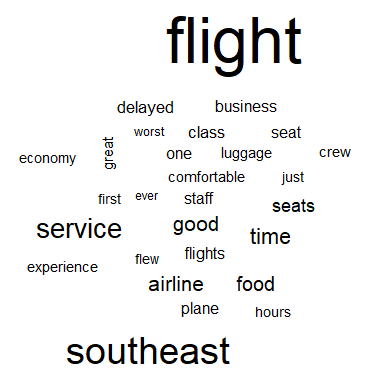 flight
delayed business
worst class seat
economy great one luggage crew
comfortable just
first ever staff seats
service good time
experience flew flights
airline food
plane hours
southeast